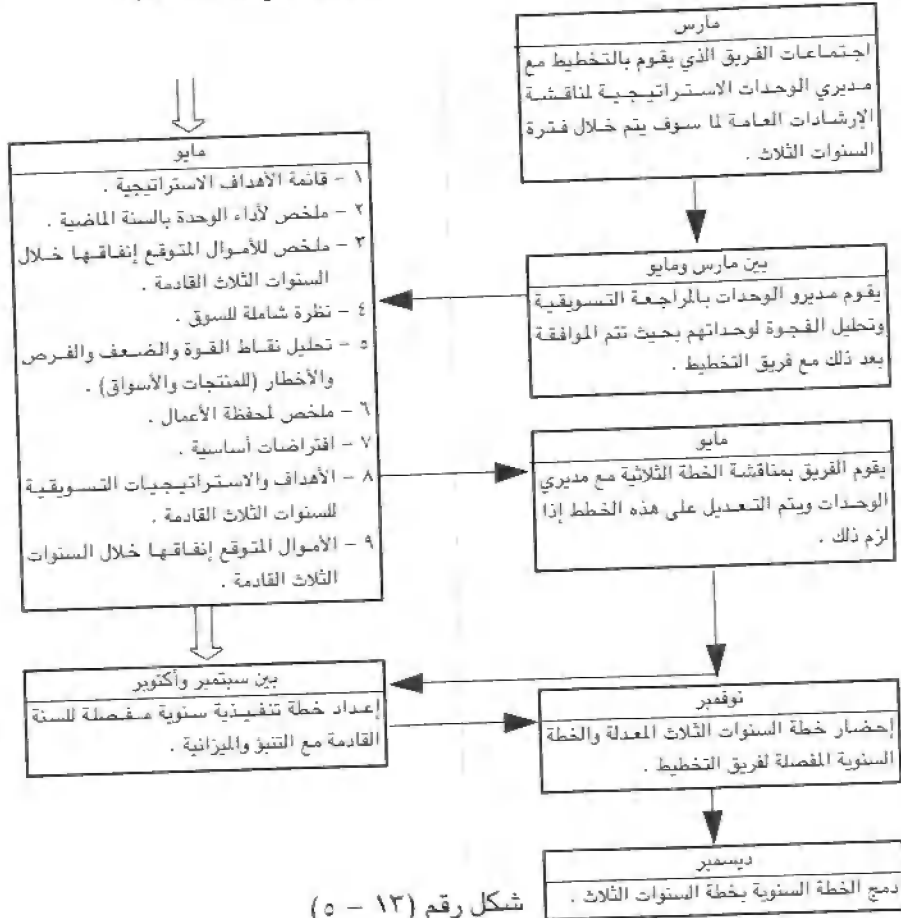 مارس
اجتماعات الفريق الذي يقوم بالتخطيط مع
مديري الوحدات الاستراتيجية لمناقشة
الإرشادات العامة لما سوف يتم خلال فترة
السنوات الثلاث .
بين مارس ومايو
يقوم مديرو الوحدات بالمراجعة التسويقية
وتحليل الفجوة لوحداتهم بحيث تتم الموافقة
بعد ذلك مع فريق التخطيط .
مايو
١ - قائمة الأهداف الاستراتيجية .
٢ - ملخص لأداء الوحدة بالسنة الماضية .
٣ - ملخص للأموال المتوقع إنفاقها خلال
السنوات الثلاث القادمة .
٤ - نظرة شاملة للسوق .
٥ - تحليل نقاط القوة والضعف والفرص
والأخطار (للمنتجات والأسواق) .
٦ - ملخص لمحفظة الأعمال .
٧ - افتراضات أساسية .
٨ - الأهداف والاستراتيجيات التسويقية
للسنوات الثلاث القادمة .
٩ - الأموال المتوقع إنفاقها خلال السنوات
الثلاث القادمة .
مايو
يقوم الفريق بمناقشة الخطة الثلاثية مع مديري
الوحدات ويتم التعديل على هذه الخطط إذا
لزم ذلك .
بين سبتمبر وأكتوبر
إعداد خطة تنفيذية سنوية مفصلة للسنة
القادمة مع التنبؤ والميزانية .
نوفمبر
إحضار خطة السنوات الثلاث المعدلة والخطة
السنوية المفصلة لفريق التخطيط .
ديسمبر
دمج الخطة السنوية بخطة السنوات الثلاث .
شكل رقم (١٣ - ٥)